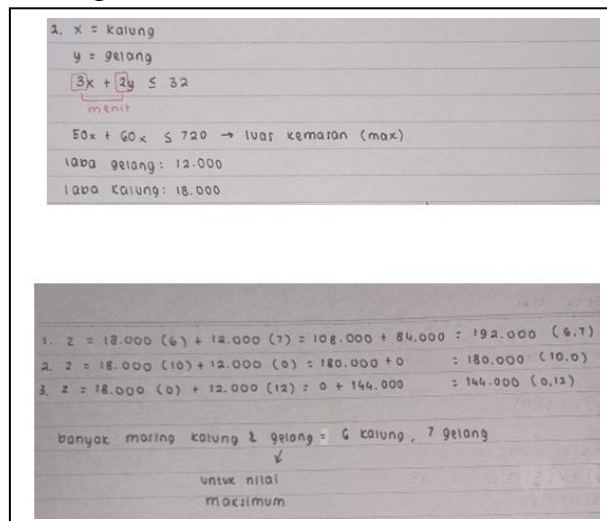 2. x = kalung
y = gelang
3x + 2y ≤ 32
menit
50x + 60x ≤ 720 → luas kemasan (max)
laba gelang : 12.000
laba kalung : 18.000
1. z = 18.000 (6) + 12.000 (7) = 108.000 + 84.000 = 192.000 (6,7)
2. z = 18.000 (10) + 12.000 (0) = 180.000 + 0 = 180.000 (10,0)
3. z = 18.000 (0) + 12.000 (12) = 0 + 144.000 = 144.000 (0,12)
banyak masing kalung & gelang = 6 kalung, 7 gelang
↓
untuk nilai
maksimum